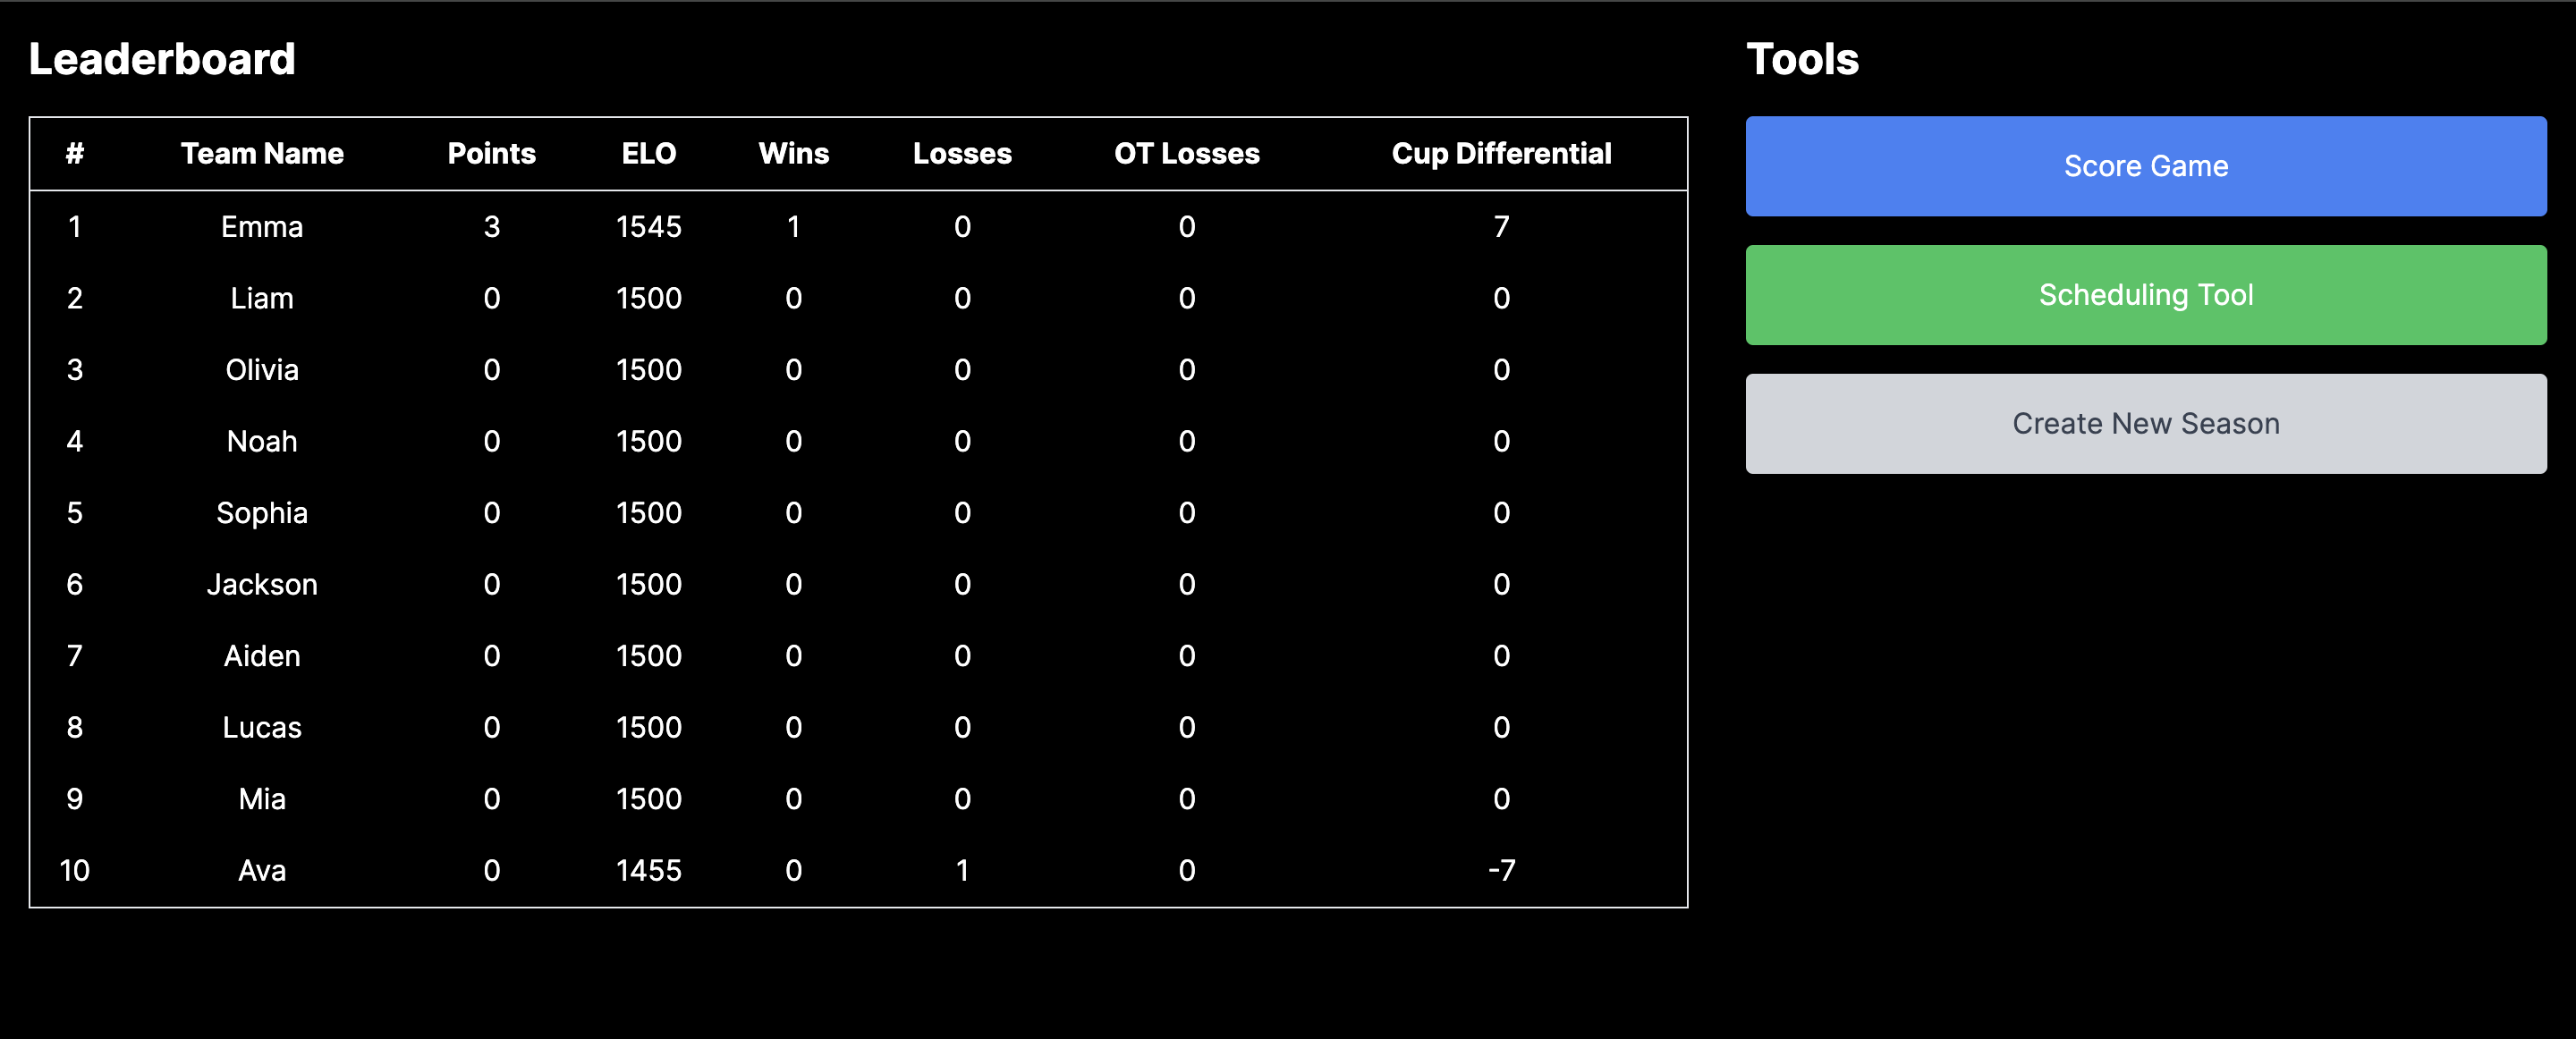 Leaderboard
# Team Name Points ELO Wins Losses OT Losses Cup Differential
1 Emma 3 1545 1 0 0 7
2 Liam 0 1500 0 0 0 0
3 Olivia 0 1500 0 0 0 0
4 Noah 0 1500 0 0 0 0
5 Sophia 0 1500 0 0 0 0
6 Jackson 0 1500 0 0 0 0
7 Aiden 0 1500 0 0 0 0
8 Lucas 0 1500 0 0 0 0
9 Mia 0 1500 0 0 0 0
10 Ava 0 1455 0 1 0 -7
Tools
Score Game
Scheduling Tool
Create New Season